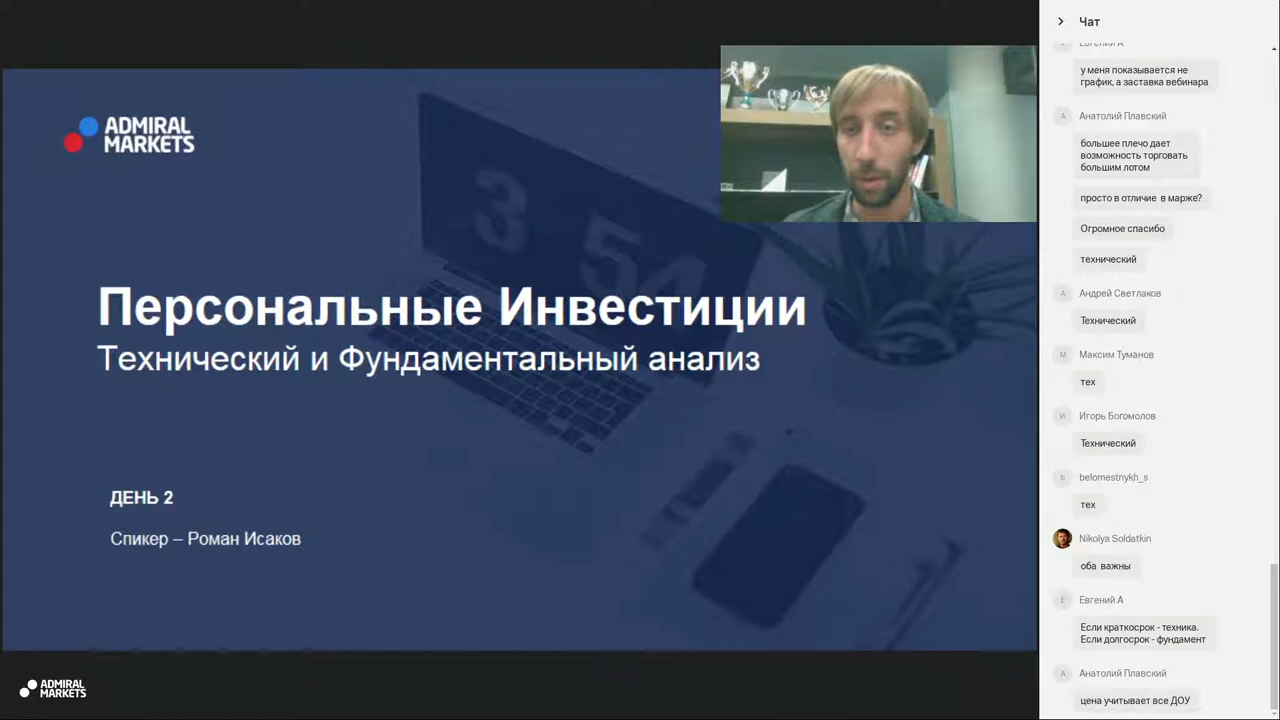 ADMIRAL
MARKETS
Персональные Инвестиции
Технический и Фундаментальный анализ
ДЕНЬ 2
Спикер – Роман Исаков
ADMIRAL
MARKETS
Чат
Евгений А
у меня показывается не
график, а заставка вебинара
А
Анатолий Плавский
большее плечо дает
возможность торговать
большим лотом
просто в отличие в марже?
Огромное спасибо
технический
А
Андрей Светлаков
Технический
М
Максим Туманов
тех
И
Игорь Богомолов
Технический
b
belomestnykh_s
тех
Nikolya Soldatkin
оба важны
Е
Евгений А
Если краткосрок - техника.
Если долгосрок - фундамент
А
Анатолий Плавский
цена учитывает все ДОУ